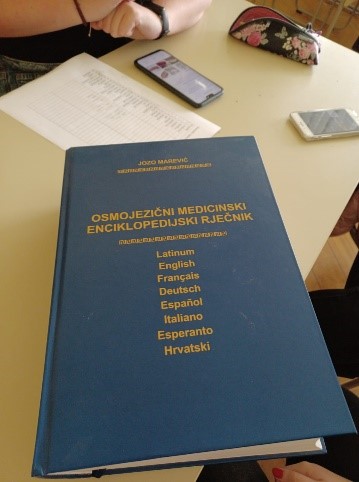 JOZO MAREVIĆ
OSMOJEZIČNI MEDICINSKI
ENCIKLOPEDIJSKI RJEČNIK
Latinum
English
Français
Deutsch
Español
Italiano
Esperanto
Hrvatski